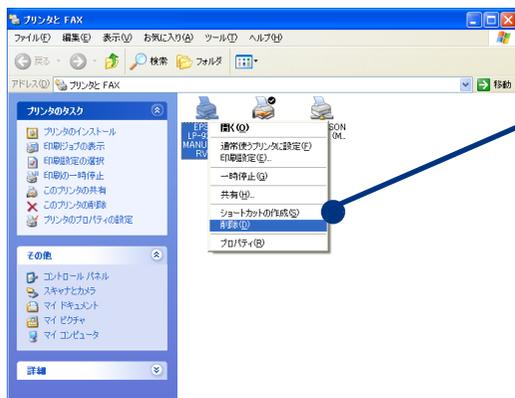 プリンタと FAX
ファイル(F) 編集(E) 表示(V) お気に入り(A) ツール(T) ヘルプ(H)
戻る 検索 フォルダ
アドレス(D) プリンタと FAX 移動
プリンタのタスク
プリンタのインストール
印刷ジョブの表示
印刷設定の選択
印刷の一時停止
このプリンタの共有
このプリンタの削除
プリンタのプロパティの設定
その他
コントロール パネル
スキャナとカメラ
マイ ドキュメント
マイ ピクチャ
マイ コンピュータ
詳細
EPS
LP-9
MANU
RV
SON
(M...
開く(O)
通常使うプリンタに設定(F)
印刷設定(E)...
一時停止(G)
共有(H)...
ショートカットの作成(S)
削除(D)
プロパティ(R)